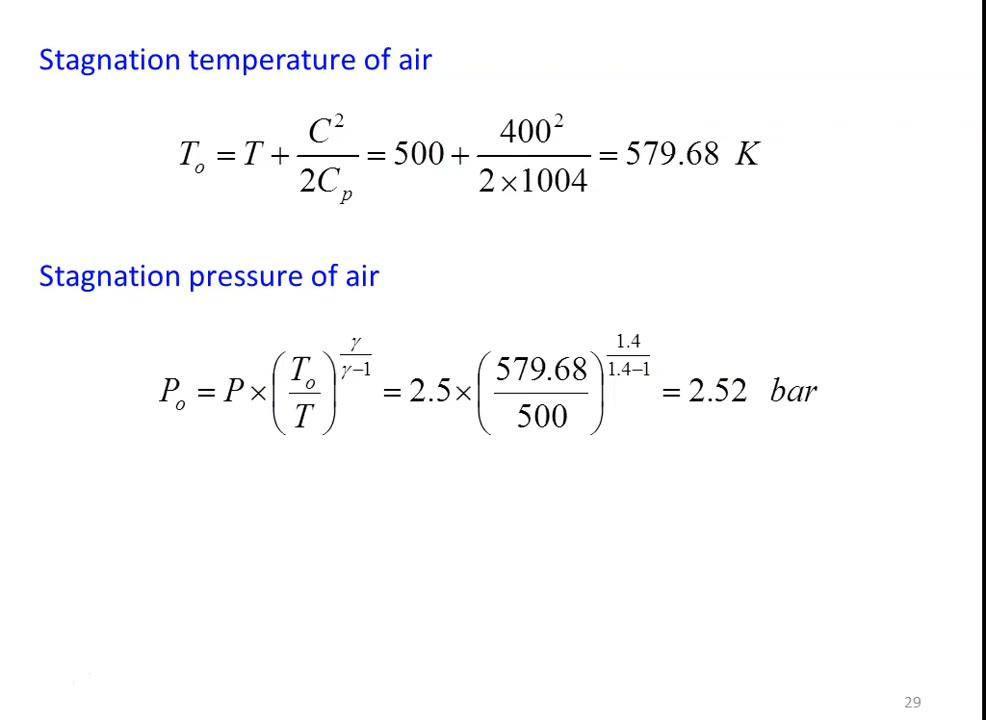 Stagnation temperature of air
T_o = T + C^2 / 2C_p = 500 + 400^2 / 2×1004 = 579.68 K
Stagnation pressure of air
P_o = P × (T_o / T)^(γ / γ−1) = 2.5 × (579.68 / 500)^(1.4 / 1.4−1) = 2.52 bar
29